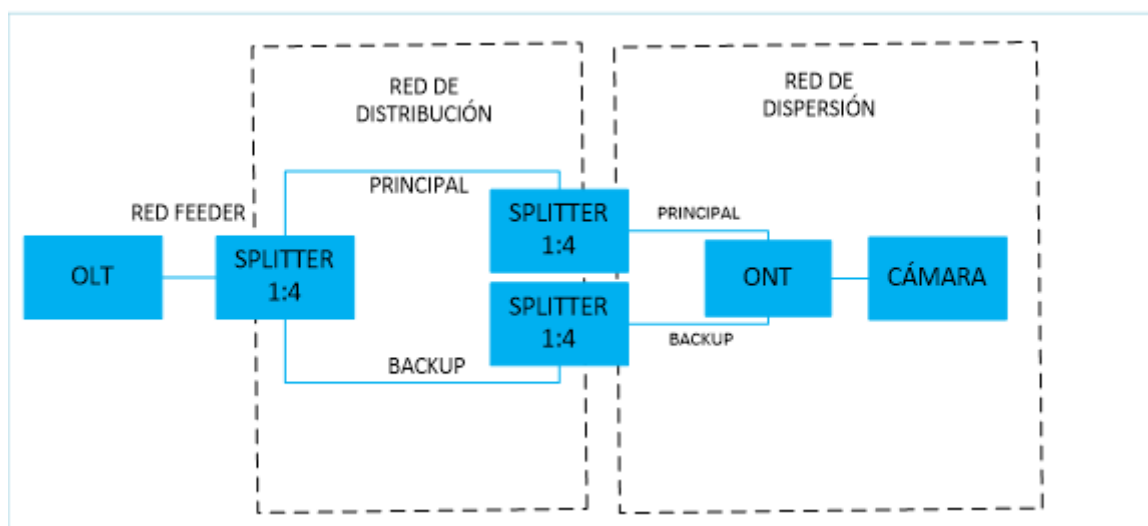 RED DE
DISTRIBUCIÓN
RED DE
DISPERSIÓN
PRINCIPAL
RED FEEDER
SPLITTER
1:4
PRINCIPAL
OLT
SPLITTER
1:4
ONT
CÁMARA
SPLITTER
1:4
BACKUP
BACKUP